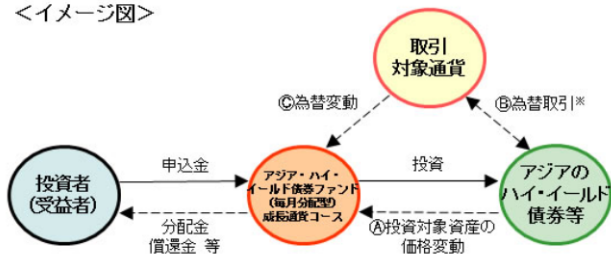 ＜イメージ図＞
取引
対象通貨
Ⓒ為替変動
Ⓑ為替取引※
投資者
(受益者)
申込金
分配金
償還金 等
アジア・ハイ・
イールド債券ファンド
(毎月分配型)
成長通貨コース
投資
Ⓐ投資対象資産の
価格変動
アジアの
ハイ・イールド
債券等